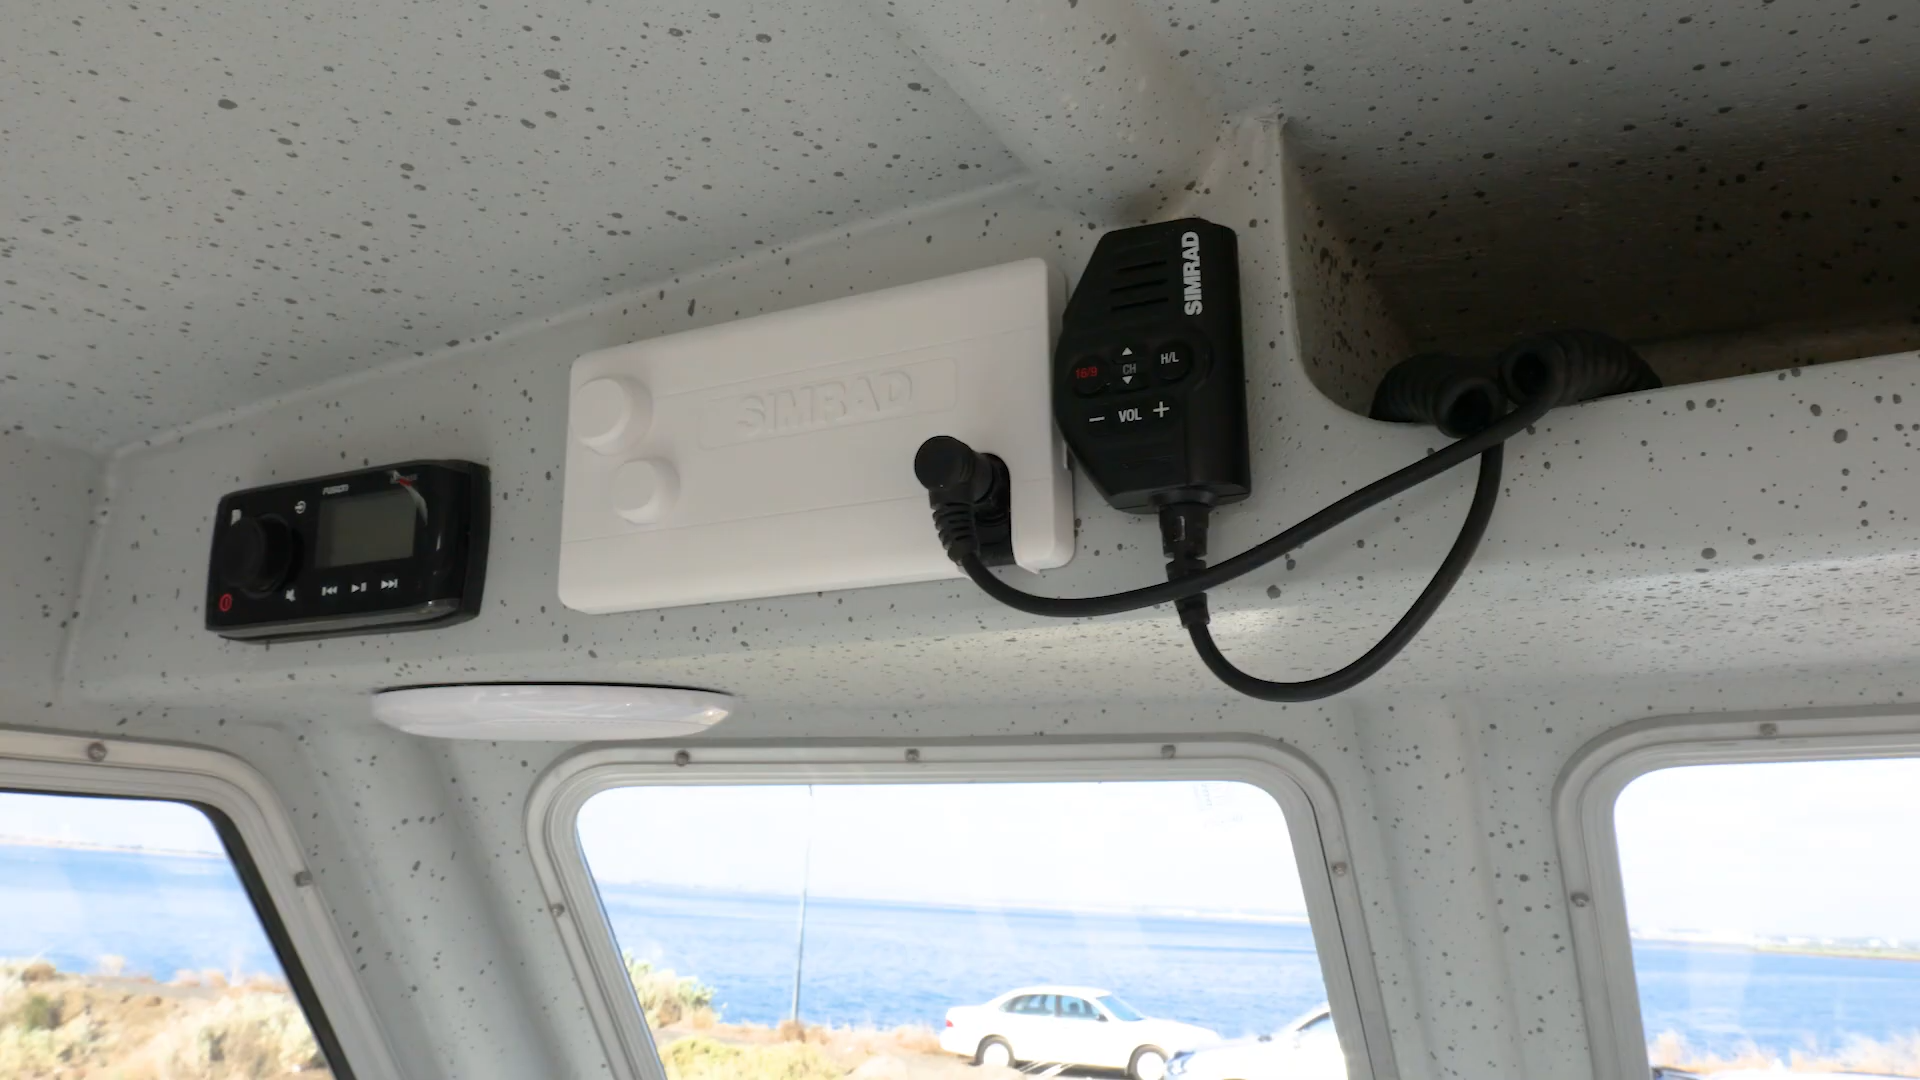 FUSION
SIMRAD
SIMRAD
16/9
CH
H/L
— VOL +